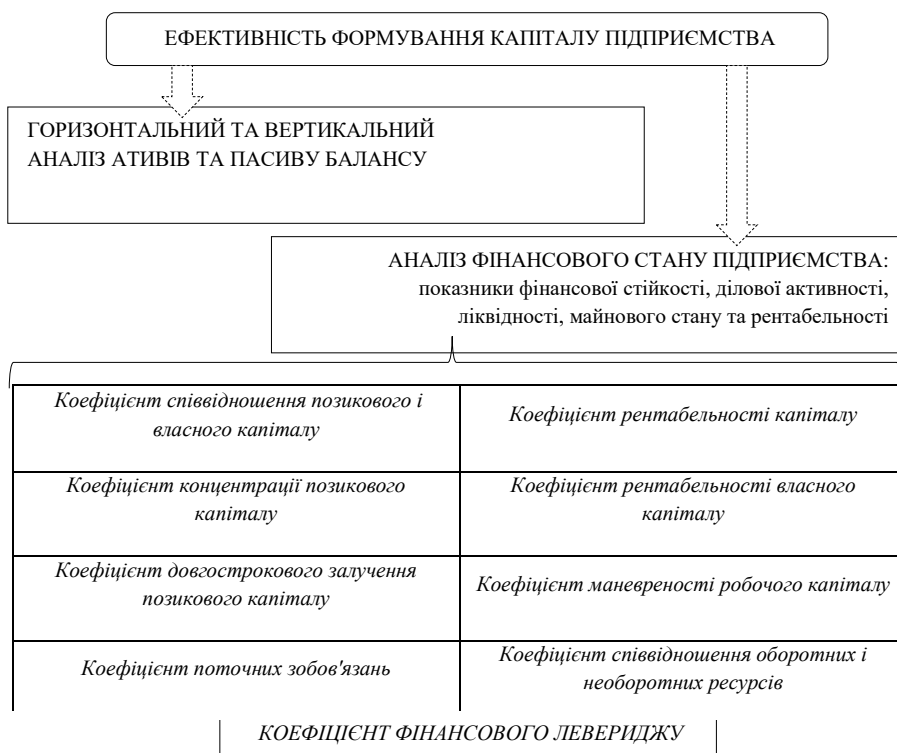 ЕФЕКТИВНІСТЬ ФОРМУВАННЯ КАПІТАЛУ ПІДПРИЄМСТВА
ГОРИЗОНТАЛЬНИЙ ТА ВЕРТИКАЛЬНИЙ
АНАЛІЗ АТИВІВ ТА ПАСИВУ БАЛАНСУ
АНАЛІЗ ФІНАНСОВОГО СТАНУ ПІДПРИЄМСТВА:
показники фінансової стійкості, ділової активності,
ліквідності, майнового стану та рентабельності
Коефіцієнт співвідношення позикового і
власного капіталу
Коефіцієнт рентабельності капіталу
Коефіцієнт концентрації позикового
капіталу
Коефіцієнт рентабельності власного
капіталу
Коефіцієнт довгострокового залучення
позикового капіталу
Коефіцієнт маневреності робочого капіталу
Коефіцієнт поточних зобов'язань
Коефіцієнт співвідношення оборотних і
необоротних ресурсів
КОЕФІЦІЄНТ ФІНАНСОВОГО ЛЕВЕРИДЖУ